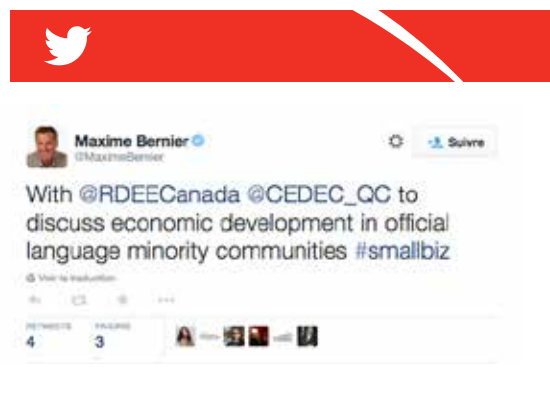 Maxime Bernier
@MaximeBernier
Suivre
With @RDEECanada @CEDEC_QC to
discuss economic development in official
language minority communities #smallbiz
Voir la traduction
RETWEETS
FAVORIS
4
3